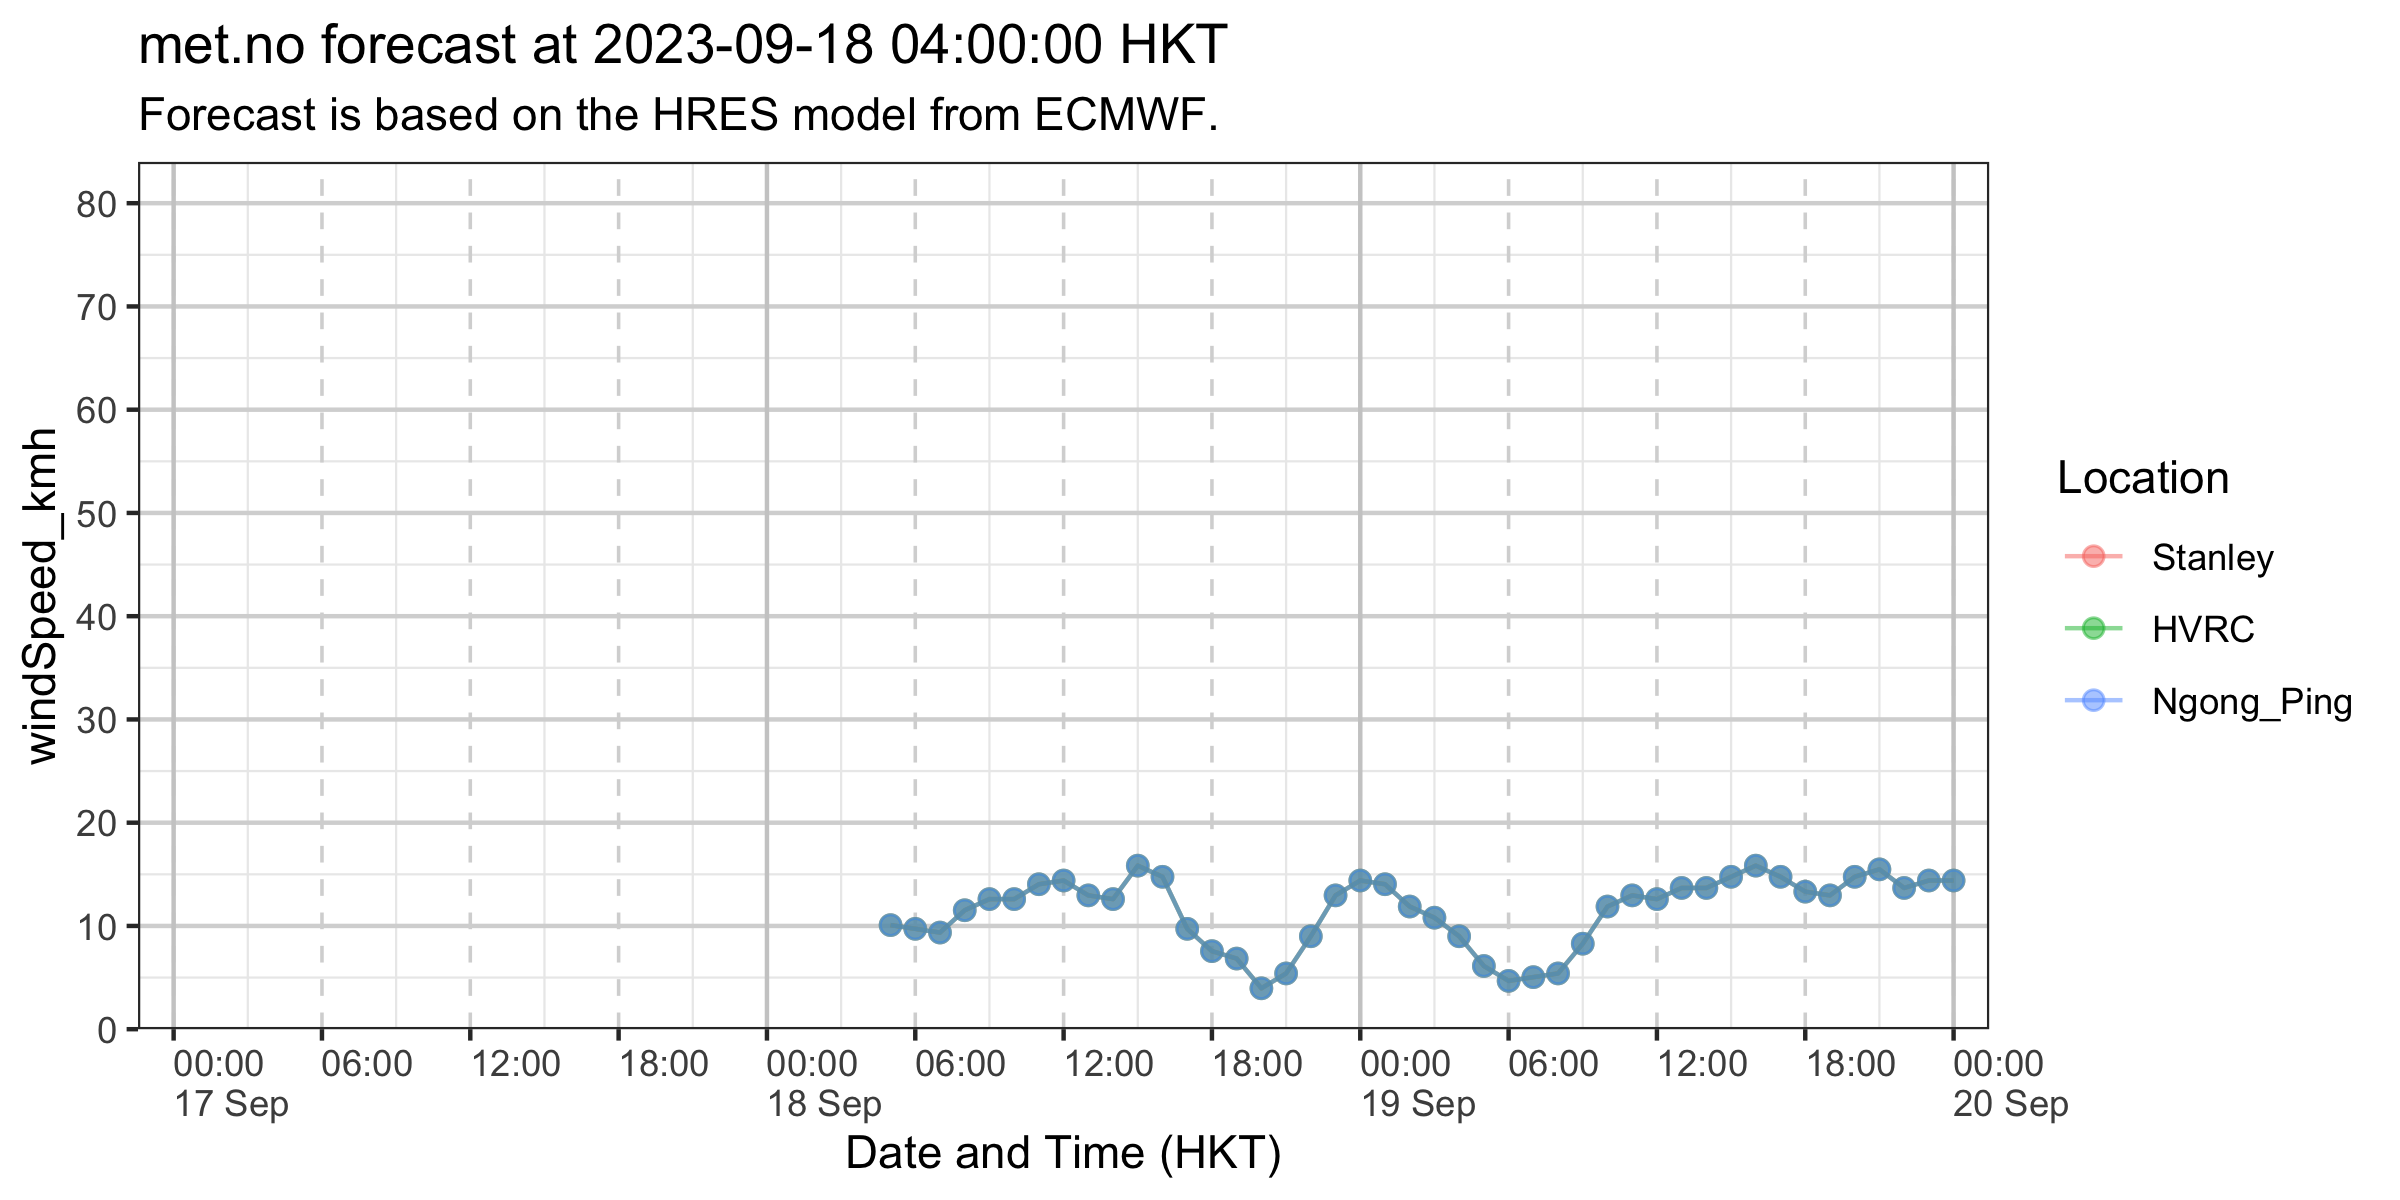 met.no forecast at 2023-09-18 04:00:00 HKT
Forecast is based on the HRES model from ECMWF.
windSpeed_kmh
80
70
60
50
40
30
20
10
0
00:00 06:00 12:00 18:00 00:00 06:00 12:00 18:00 00:00 06:00 12:00 18:00 00:00
17 Sep 18 Sep 19 Sep 20 Sep
Date and Time (HKT)
Location
Stanley
HVRC
Ngong_Ping